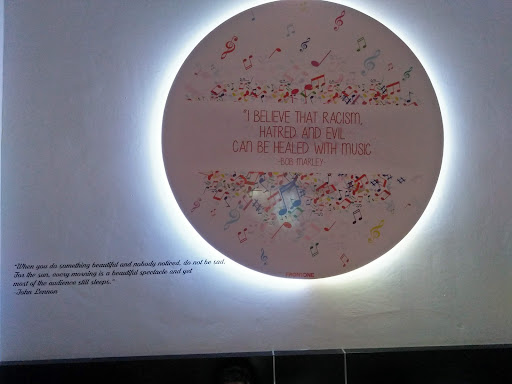 "I BELIEVE THAT RACISM,
HATRED AND EVIL
CAN BE HEALED WITH MUSIC
-BOB MARLEY
"When you do something beautiful and nobody noticed, do not be sad.
For the sun, every morning is a beautiful spectacle and yet
most of the audience still sleeps."
-John Lennon